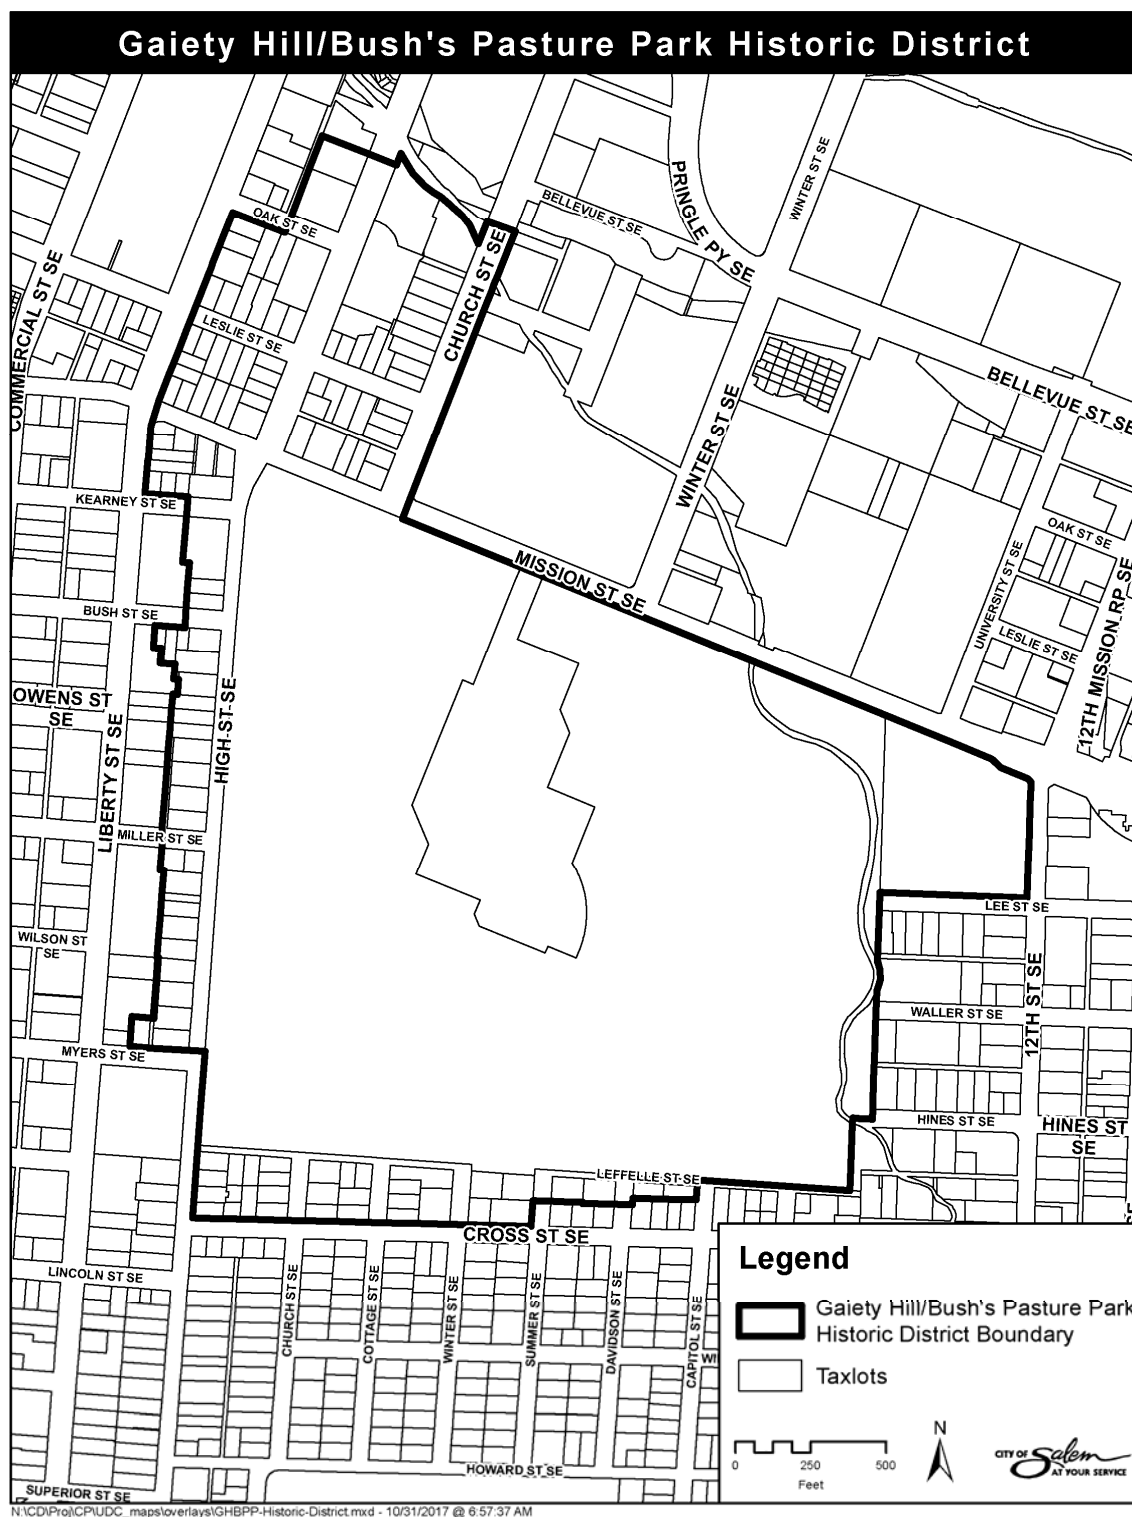 Gaiety Hill/Bush's Pasture Park Historic District
WINTER ST SE
PRINGLE PY SE
BELLEVUE ST SE
OAK ST SE
COMMERCIAL ST SE
CHURCH ST SE
LESLIE ST SE
BELLEVUE ST SE
WINTER ST SE
KEARNEY ST SE
OAK ST SE
UNIVERSITY ST SE
12TH MISSION RP SE
MISSION ST SE
BUSH ST SE
LESLIE ST SE
OWENS ST
SE
HIGH ST SE
LIBERTY ST SE
MILLER ST SE
LEE ST SE
WILSON ST
SE
12TH ST SE
WALLER ST SE
MYERS ST SE
HINES ST SE
HINES ST
SE
LEFFELLE ST SE
CROSS ST SE
LINCOLN ST SE
CHURCH ST SE
COTTAGE ST SE
WINTER ST SE
SUMMER ST SE
DAVIDSON ST SE
CAPITOL ST SE
WI
HOWARD ST SE
SUPERIOR ST SE
Legend
Gaiety Hill/Bush's Pasture Park
Historic District Boundary
Taxlots
N
0 250 500
Feet
CITY OF Salem
AT YOUR SERVICE
N:\CD\Proj\CP\UDC_maps\overlays\GHBPP-Historic-District.mxd - 10/31/2017 @ 6:57:37 AM